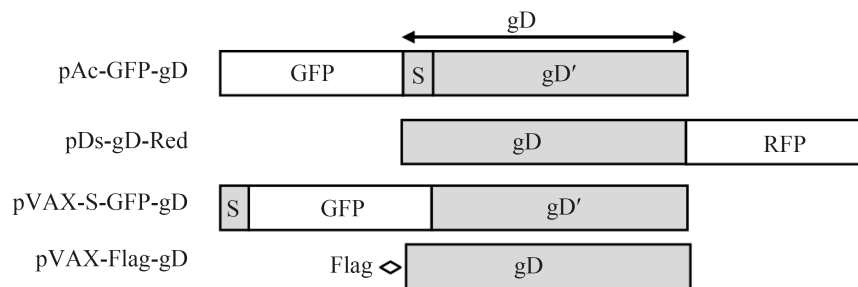 gD
pAc-GFP-gD GFP S gD′
pDs-gD-Red gD RFP
pVAX-S-GFP-gD S GFP gD′
pVAX-Flag-gD Flag gD